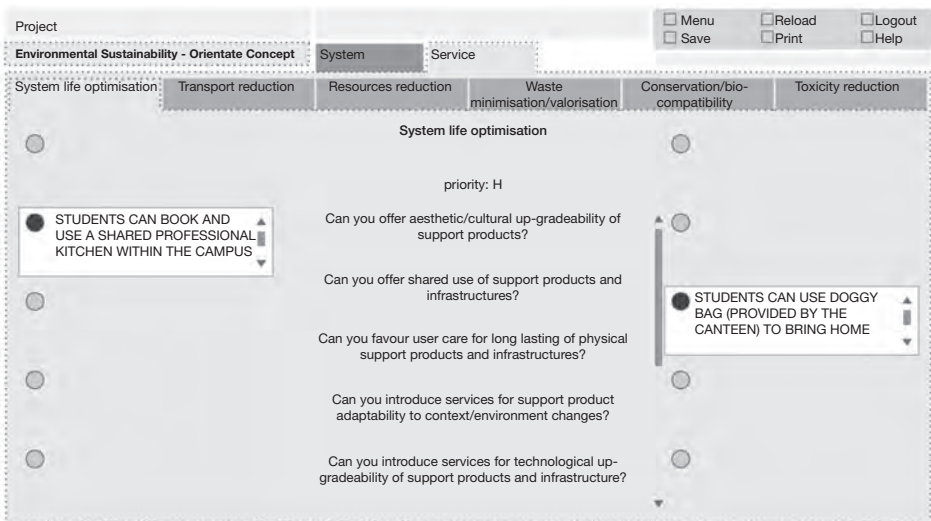 Project
Menu
Reload
Logout
Save
Print
Help
Environmental Sustainability - Orientate Concept
System
Service
System life optimisation
Transport reduction
Resources reduction
Waste
minimisation/valorisation
Conservation/bio-
compatibility
Toxicity reduction
System life optimisation
priority: H
STUDENTS CAN BOOK AND
USE A SHARED PROFESSIONAL
KITCHEN WITHIN THE CAMPUS
Can you offer aesthetic/cultural up-gradeability of
support products?
Can you offer shared use of support products and
infrastructures?
Can you favour user care for long lasting of physical
support products and infrastructures?
Can you introduce services for support product
adaptability to context/environment changes?
Can you introduce services for technological up-
gradeability of support products and infrastructure?
STUDENTS CAN USE DOGGY
BAG (PROVIDED BY THE
CANTEEN) TO BRING HOME